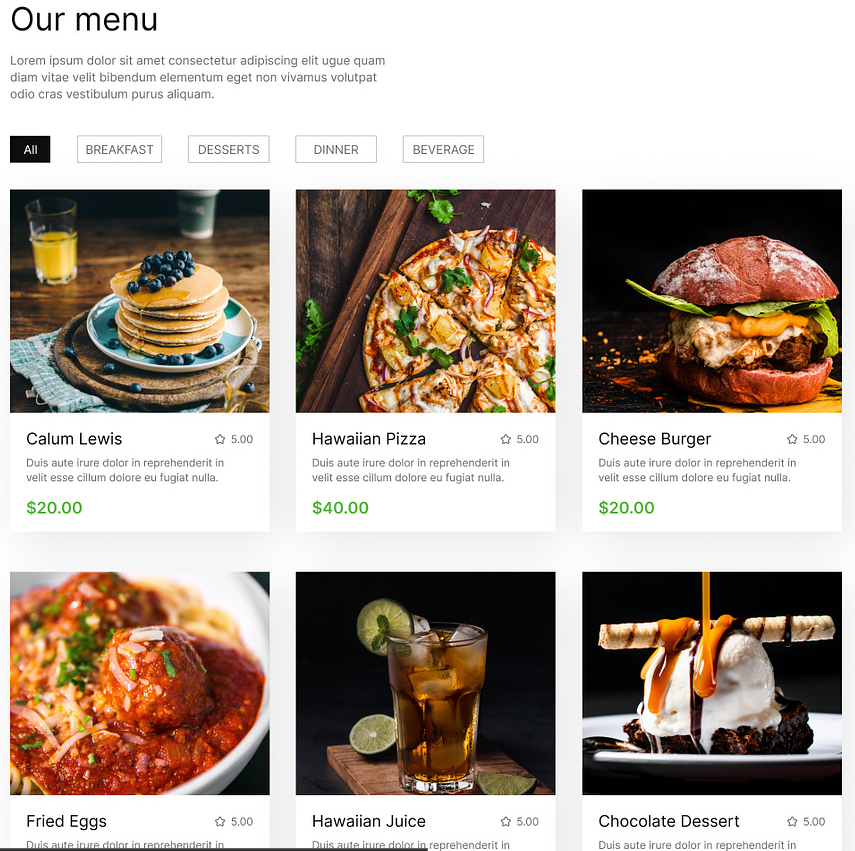 Our menu
Lorem ipsum dolor sit amet consectetur adipiscing elit ugue quam
diam vitae velit bibendum elementum eget non vivamus volutpat
odio cras vestibulum purus aliquam.
All BREAKFAST DESSERTS DINNER BEVERAGE
Calum Lewis 5.00
Duis aute irure dolor in reprehenderit in
velit esse cillum dolore eu fugiat nulla.
$20.00
Hawaiian Pizza 5.00
Duis aute irure dolor in reprehenderit in
velit esse cillum dolore eu fugiat nulla.
$40.00
Cheese Burger 5.00
Duis aute irure dolor in reprehenderit in
velit esse cillum dolore eu fugiat nulla.
$20.00
Fried Eggs 5.00
Duis aute irure dolor in reprehenderit in
Hawaiian Juice 5.00
Duis aute irure dolor in reprehenderit in
Chocolate Dessert 5.00
Duis aute irure dolor in reprehenderit in